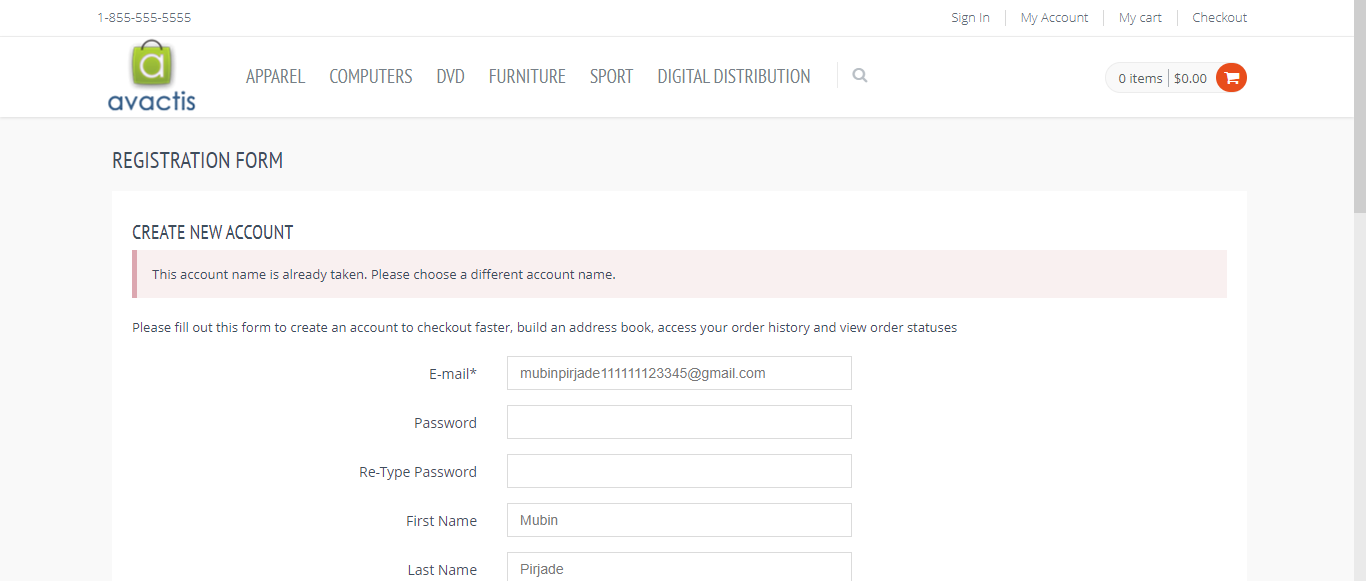 1-855-555-5555 Sign In My Account My cart Checkout
a
avactis
APPAREL COMPUTERS DVD FURNITURE SPORT DIGITAL DISTRIBUTION 0 items $0.00
REGISTRATION FORM
CREATE NEW ACCOUNT
This account name is already taken. Please choose a different account name.
Please fill out this form to create an account to checkout faster, build an address book, access your order history and view order statuses
E-mail* mubinpirjade111111123345@gmail.com
Password
Re-Type Password
First Name Mubin
Last Name Pirjade